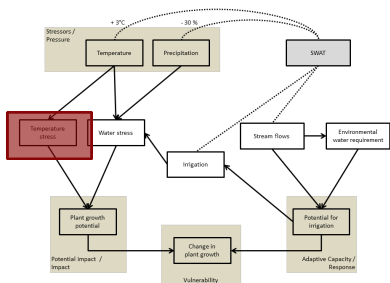 + 3°C
- 30 %
Stressors /
Pressure
Temperature
Precipitation
SWAT
Temperature
stress
Water stress
Stream flows
Environmental
water requirement
Irrigation
Plant growth
potential
Change in
plant growth
Potential for
irrigation
Potential Impact /
Impact
Adaptive Capacity /
Response
Vulnerability